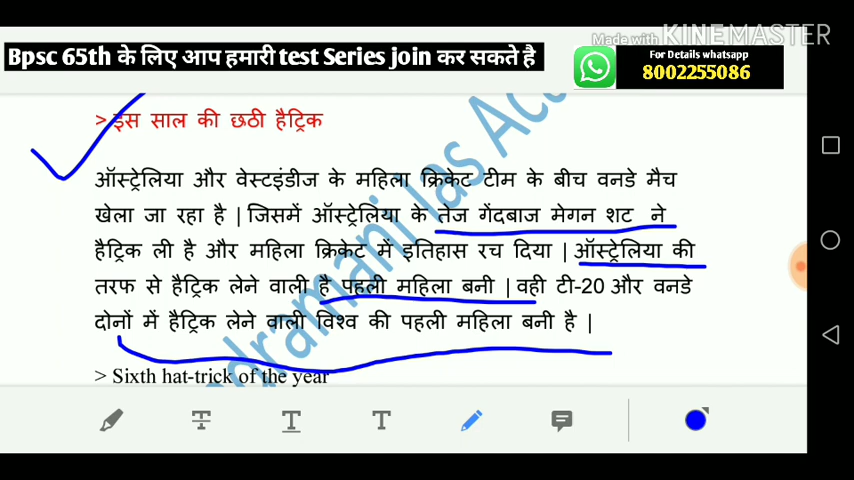 Made with KINEMASTER
Bpsc 65th के लिए आप हमारी test Series join कर सकते है
For Details whatsapp
8002255086
> इस साल की छठी हैट्रिक
ऑस्ट्रेलिया और वेस्टइंडीज के महिला क्रिकेट टीम के बीच वनडे मैच
खेला जा रहा है | जिसमें ऑस्ट्रेलिया के तेज गेंदबाज मेगन शट ने
हैट्रिक ली है और महिला क्रिकेट में इतिहास रच दिया | ऑस्ट्रेलिया की
तरफ से हैट्रिक लेने वाली है पहली महिला बनी | वही टी-20 और वनडे
दोनों में हैट्रिक लेने वाली विश्व की पहली महिला बनी है |
> Sixth hat-trick of the year